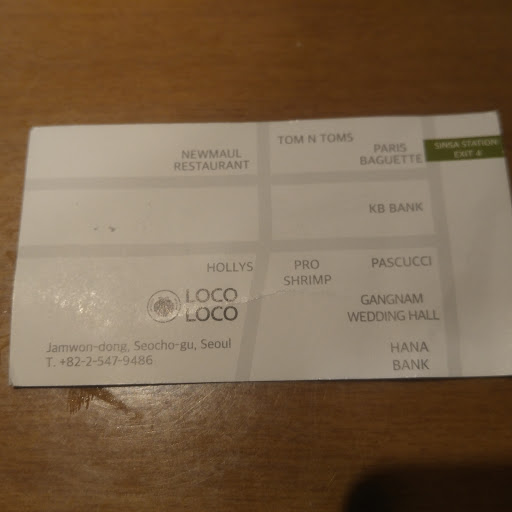 TOM N TOMS
NEWMAUL
RESTAURANT
PARIS
BAGUETTE
SINSA STATION
EXIT 4
KB BANK
HOLLYS
PRO
SHRIMP
PASCUCCI
LOCO
LOCO
GANGNAM
WEDDING HALL
Jamwon-dong, Seocho-gu, Seoul
T. +82-2-547-9486
HANA
BANK